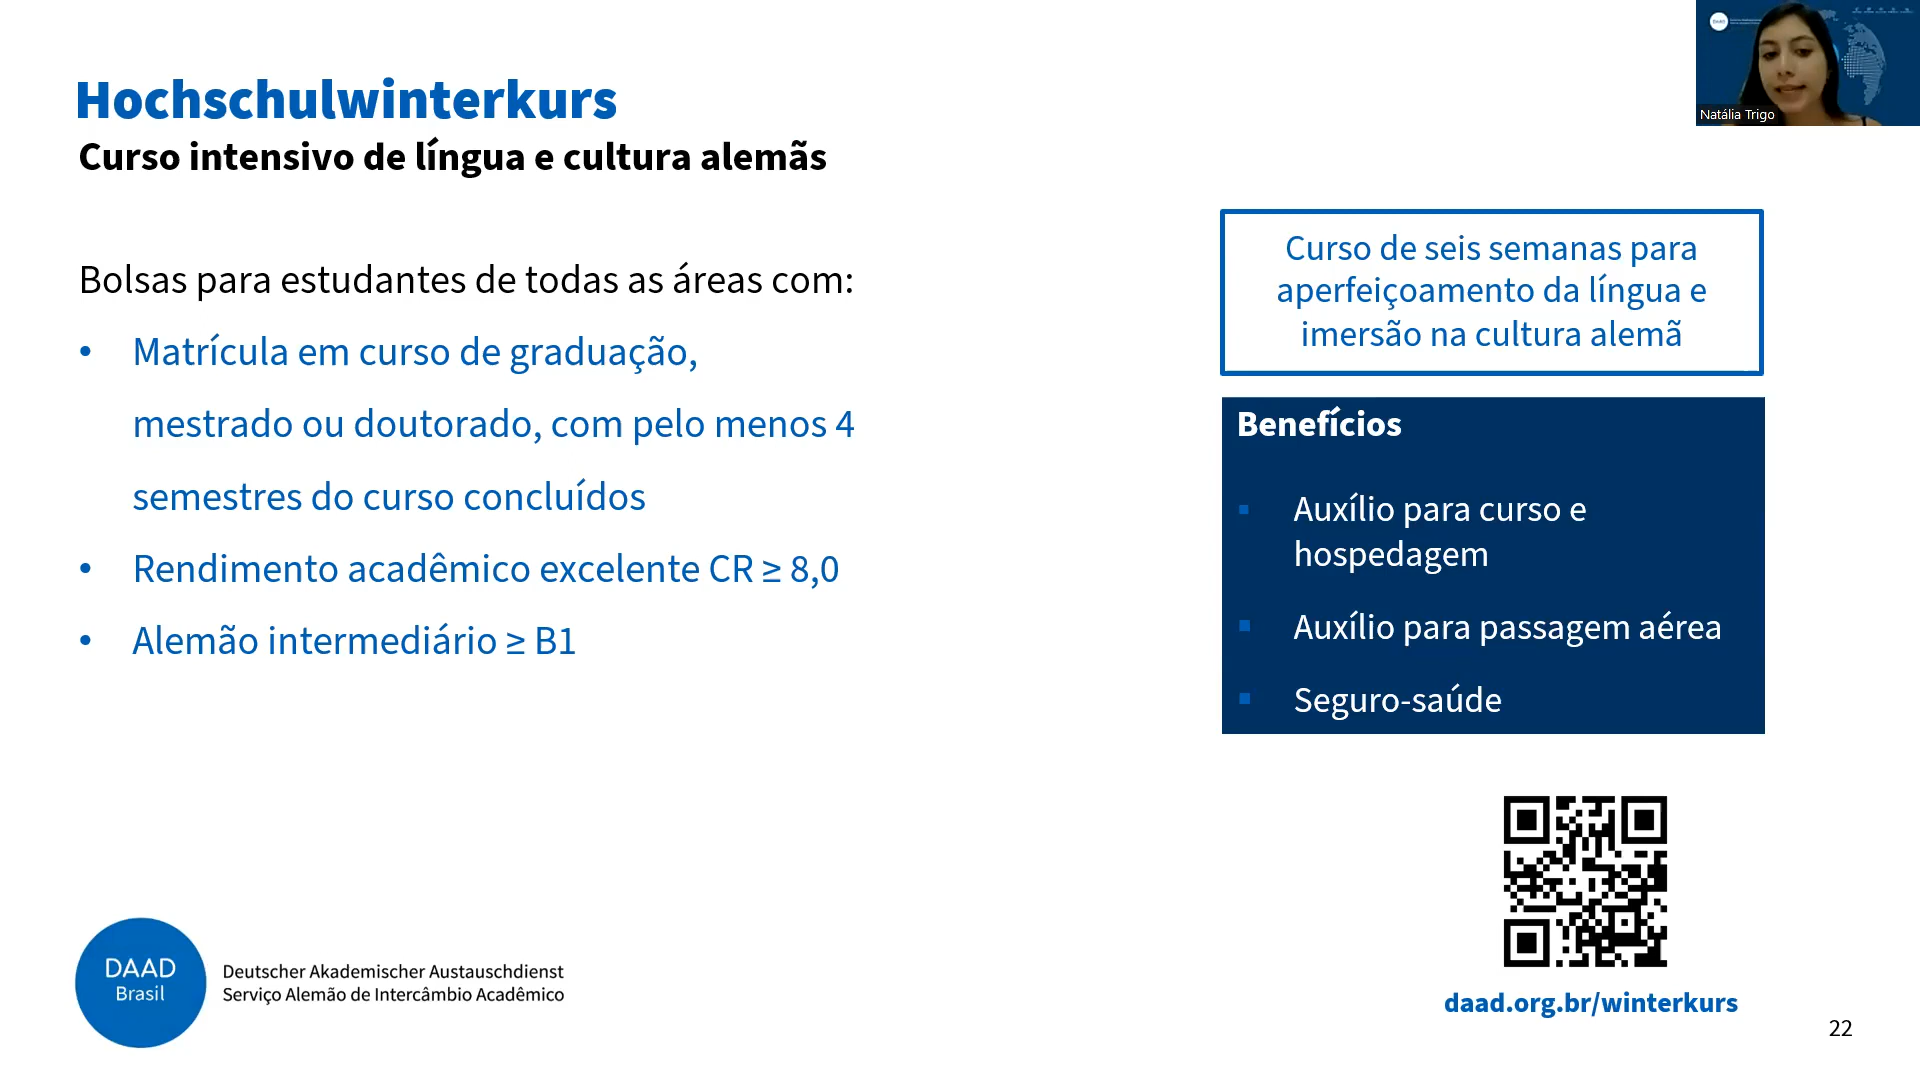 Hochschulwinterkurs
Curso intensivo de língua e cultura alemãs
Natália Trigo
Bolsas para estudantes de todas as áreas com:
• Matrícula em curso de graduação,
mestrado ou doutorado, com pelo menos 4
semestres do curso concluídos
• Rendimento acadêmico excelente CR ≥ 8,0
• Alemão intermediário ≥ B1
Curso de seis semanas para
aperfeiçoamento da língua e
imersão na cultura alemã
Benefícios
▪ Auxílio para curso e
hospedagem
▪ Auxílio para passagem aérea
▪ Seguro-saúde
DAAD
Brasil
Deutscher Akademischer Austauschdienst
Serviço Alemão de Intercâmbio Acadêmico
daad.org.br/winterkurs
22